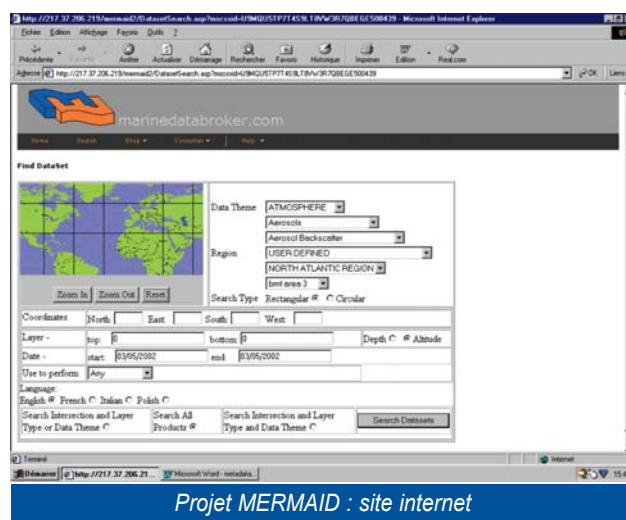 http://217.37.206.219/mermaid2/DatasetSearch.asp?mscssid=U9MQUSTP7T4S9LTIIVW3R7QBEGE500439 - Microsoft Internet Explorer
Fichier Edition Affichage Favoris Outils ?
Précédente Arrêter Actualiser Démarrage Rechercher Favoris Historique Imprimer Edition Real.com
Adresse http://217.37.206.219/mermaid2/DatasetSearch.asp?mscssid=U9MQUSTP7T4S9LTIIVW3R7QBEGE500439 OK Liens
marinedatabroker.com
Home Search Shop Help
Find DataSet
Data Theme ATMOSPHERE
Aerosols
Aerosol Backscatter
Region USER DEFINED
NORTH ATLANTIC REGION
bmt area 3
Zoom In Zoom Out Reset
Search Type Rectangular Circular
Coordinates North: East: South: West:
Layer - top: 0 bottom: 0 Depth Altitude
Date - start: 03/05/2002 end: 03/05/2002
Use to perform: Any
Language:
English French Italian Polish
Search Intersection and Layer Search All Search Intersection and Layer Search Datasets
Type or Data Theme Products Type and Data Theme
Terminé Internet
Démarrer http://217.37.206.21... Microsoft Word - metadata... 15:4
Projet MERMAID : site internet